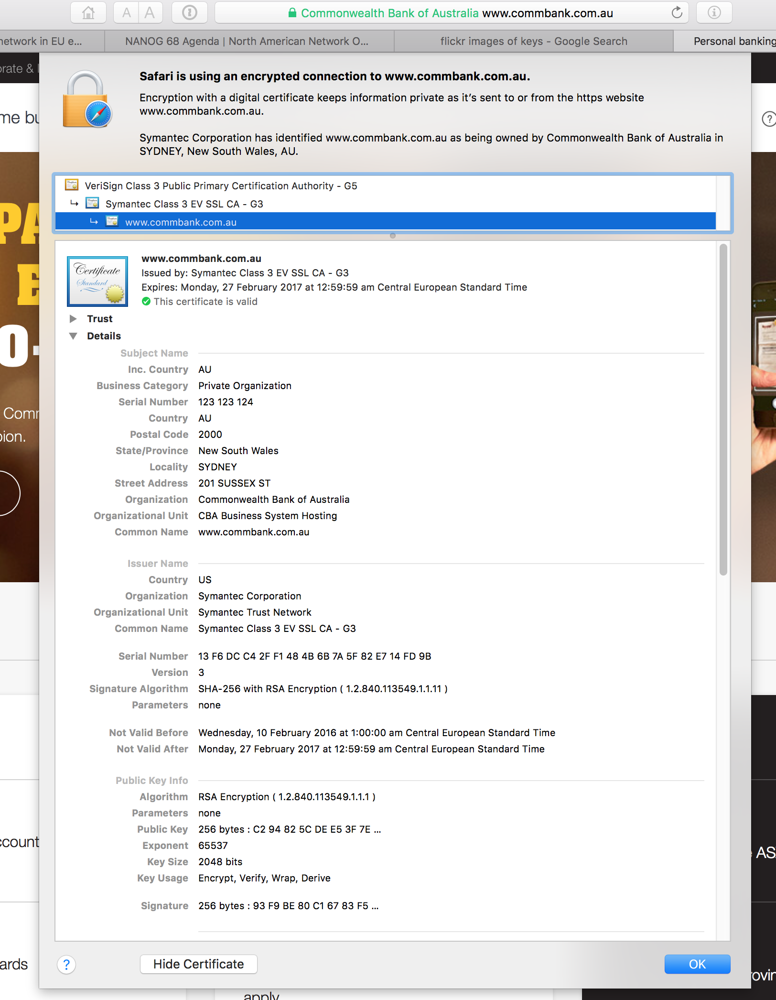 A A Commonwealth Bank of Australia www.commbank.com.au
network in EU e... NANOG 68 Agenda | North American Network O... flickr images of keys - Google Search Personal banking
Safari is using an encrypted connection to www.commbank.com.au.
Encryption with a digital certificate keeps information private as it's sent to or from the https website
www.commbank.com.au.
Symantec Corporation has identified www.commbank.com.au as being owned by Commonwealth Bank of Australia in
SYDNEY, New South Wales, AU.
VeriSign Class 3 Public Primary Certification Authority - G5
Symantec Class 3 EV SSL CA - G3
www.commbank.com.au
Certificate
Standard
www.commbank.com.au
Issued by: Symantec Class 3 EV SSL CA - G3
Expires: Monday, 27 February 2017 at 12:59:59 am Central European Standard Time
This certificate is valid
Trust
Details
Subject Name
Inc. Country AU
Business Category Private Organization
Serial Number 123 123 124
Country AU
Postal Code 2000
State/Province New South Wales
Locality SYDNEY
Street Address 201 SUSSEX ST
Organization Commonwealth Bank of Australia
Organizational Unit CBA Business System Hosting
Common Name www.commbank.com.au
Issuer Name
Country US
Organization Symantec Corporation
Organizational Unit Symantec Trust Network
Common Name Symantec Class 3 EV SSL CA - G3
Serial Number 13 F6 DC C4 2F F1 48 4B 6B 7A 5F 82 E7 14 FD 9B
Version 3
Signature Algorithm SHA-256 with RSA Encryption ( 1.2.840.113549.1.1.11 )
Parameters none
Not Valid Before Wednesday, 10 February 2016 at 1:00:00 am Central European Standard Time
Not Valid After Monday, 27 February 2017 at 12:59:59 am Central European Standard Time
Public Key Info
Algorithm RSA Encryption ( 1.2.840.113549.1.1.1 )
Parameters none
Public Key 256 bytes : C2 94 82 5C DE E5 3F 7E ...
Exponent 65537
Key Size 2048 bits
Key Usage Encrypt, Verify, Wrap, Derive
Signature 256 bytes : 93 F9 BE 80 C1 67 83 F5 ...
? Hide Certificate OK
apply